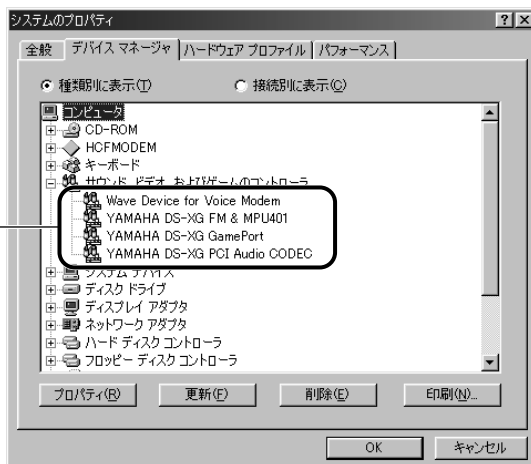 システムのプロパティ
全般 デバイス マネージャ ハードウェア プロファイル パフォーマンス
種類別に表示(T) 接続別に表示(C)
コンピュータ
CD-ROM
HCFMODEM
キーボード
サウンド、ビデオ、およびゲームのコントローラ
Wave Device for Voice Modem
YAMAHA DS-XG FM & MPU401
YAMAHA DS-XG GamePort
YAMAHA DS-XG PCI Audio CODEC
システム デバイス
ディスク ドライブ
ディスプレイ アダプタ
ネットワーク アダプタ
ハード ディスク コントローラ
フロッピー ディスク コントローラ
プロパティ(R) 更新(F) 削除(E) 印刷(N)...
OK キャンセル